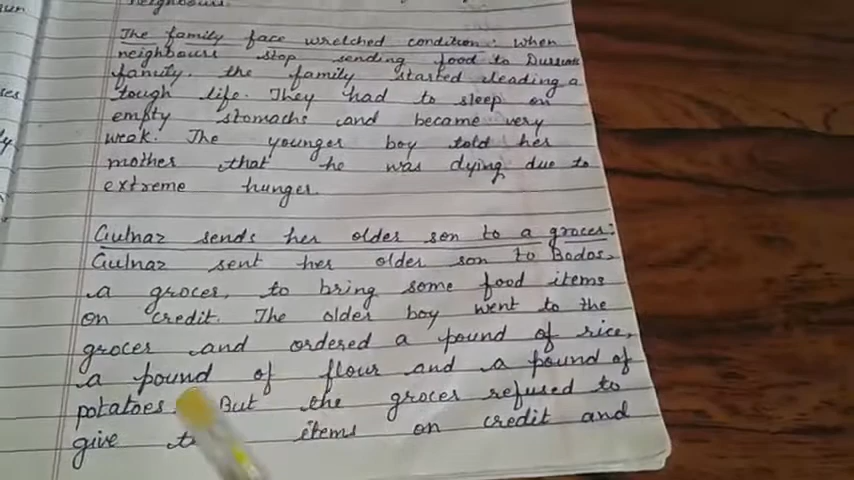 neighbours.
The family face wretched condition: When
neighbours stop sending food to Dursun's
family. the family started leading a
tough life. They had to sleep on
empty stomachs and became very
weak. The younger boy told her
mother that he was dying due to
extreme hunger.
Gulnaz sends her older son to a grocer:
Gulnaz sent her older son to Bodos,
a grocer, to bring some food items
on credit. The older boy went to the
grocer and ordered a pound of rice,
a pound of flour and a pound of
potatoes. But the grocer refused to
give items on credit and